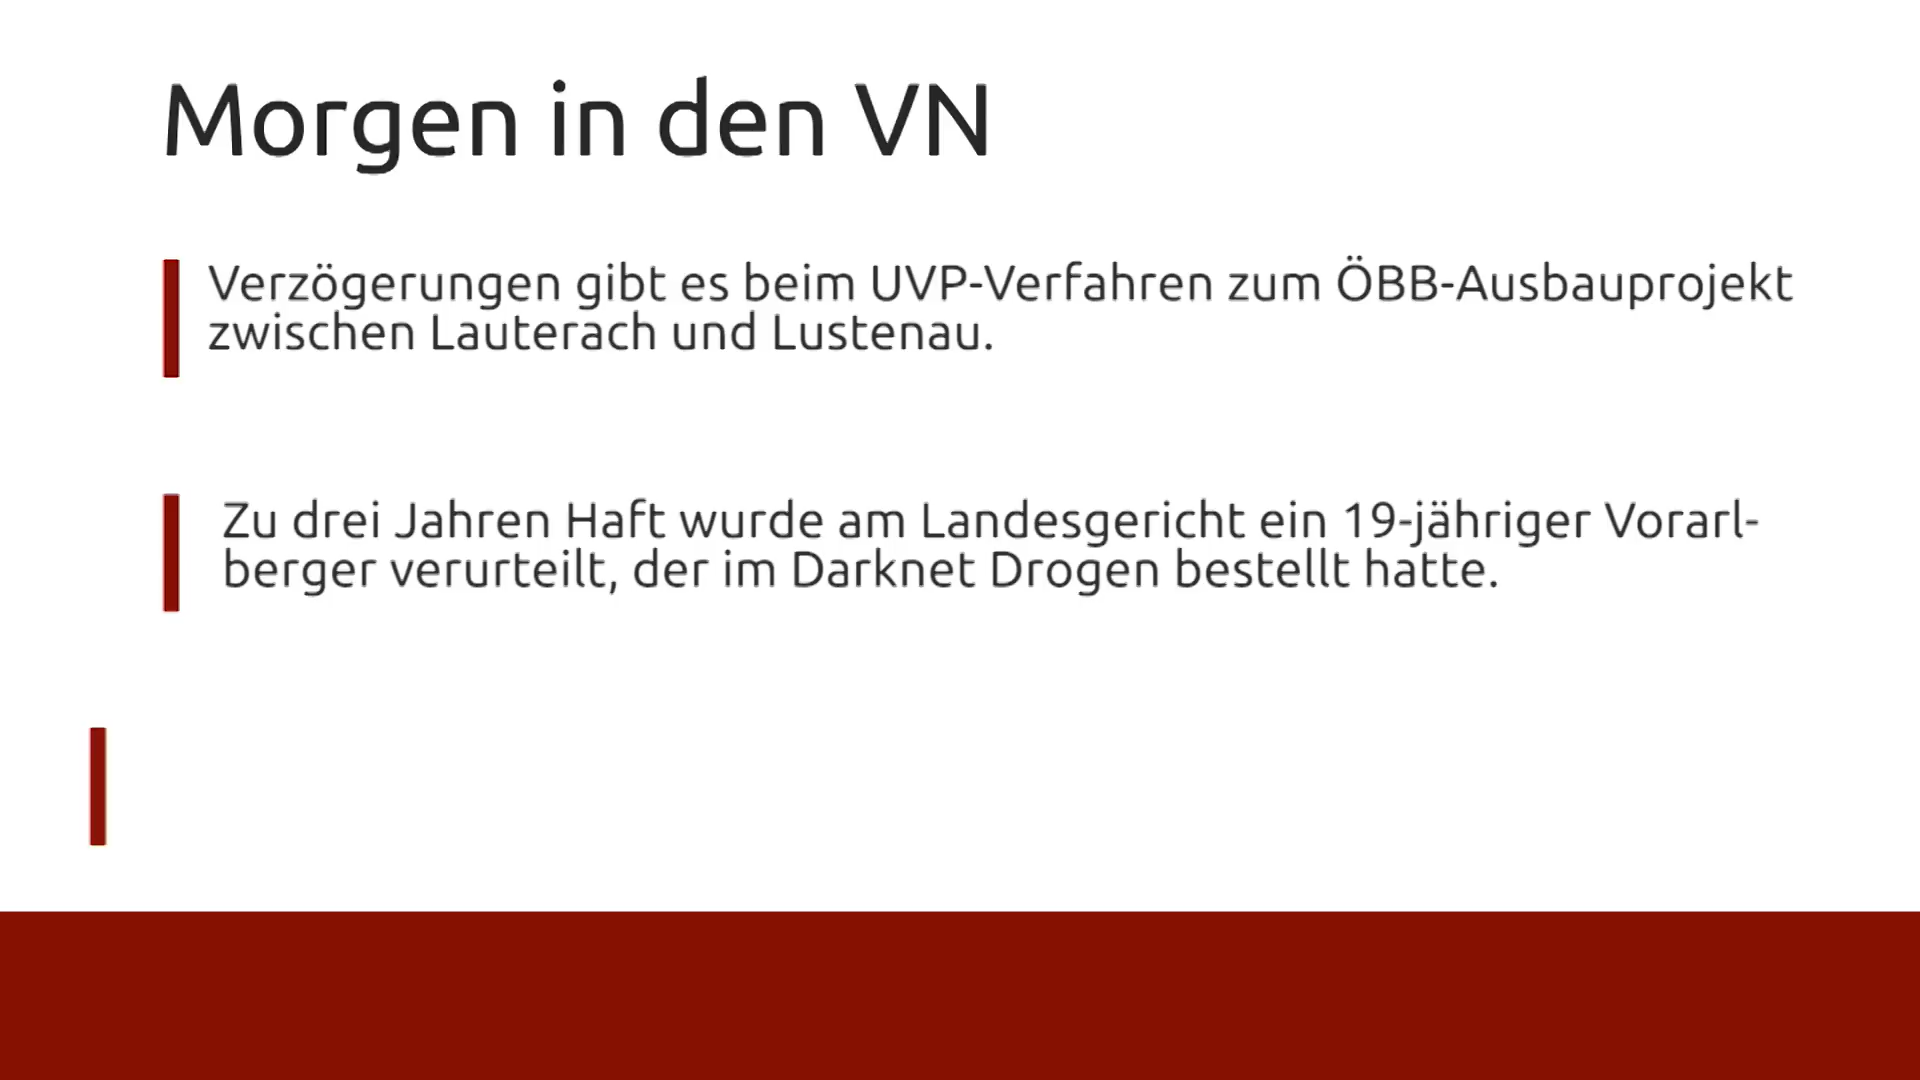 Morgen in den VN
Verzögerungen gibt es beim UVP-Verfahren zum ÖBB-Ausbauprojekt
zwischen Lauterach und Lustenau.
Zu drei Jahren Haft wurde am Landesgericht ein 19-jähriger Vorarl-
berger verurteilt, der im Darknet Drogen bestellt hatte.